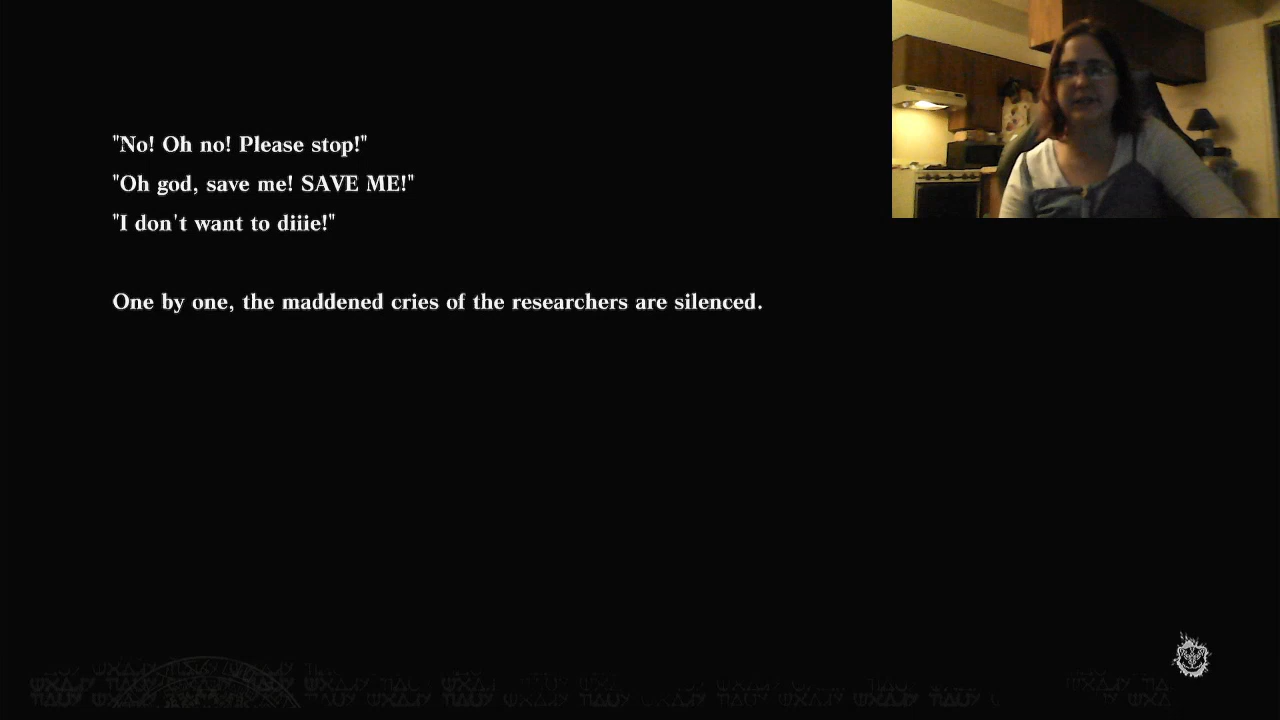 "No! Oh no! Please stop!"
"Oh god, save me! SAVE ME!"
"I don't want to diiie!"
One by one, the maddened cries of the researchers are silenced.